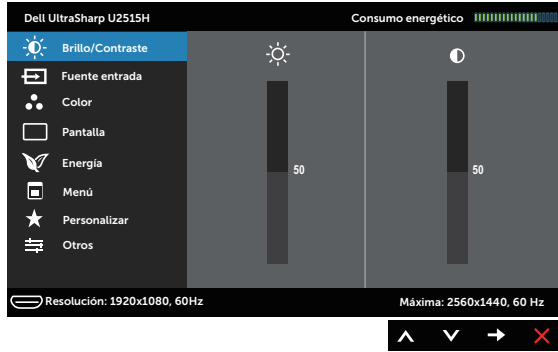 Dell UltraSharp U2515H
Consumo energético
Brillo/Contraste
Fuente entrada
Color
Pantalla
Energía
Menú
Personalizar
Otros
50
50
Resolución: 1920x1080, 60Hz
Máxima: 2560x1440, 60 Hz